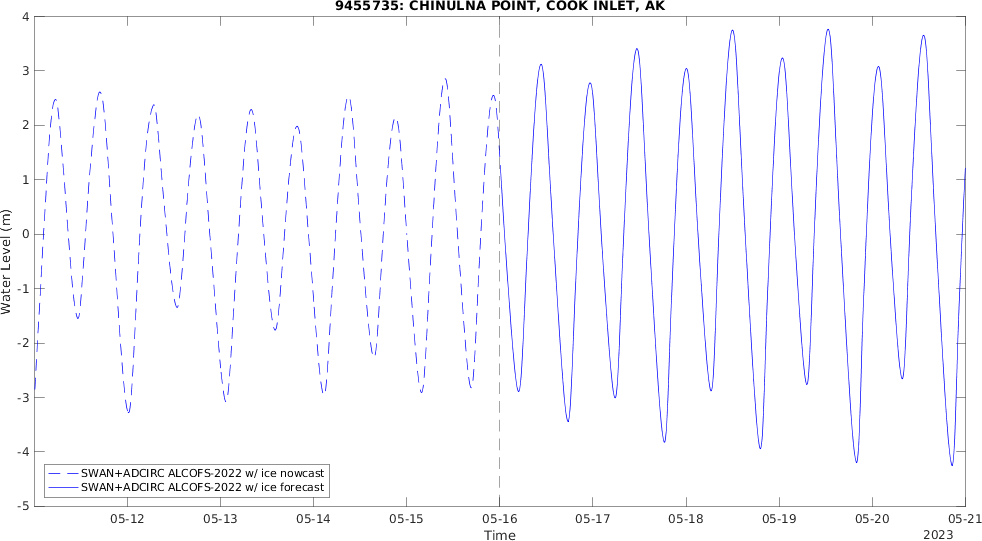 9455735: CHINULNA POINT, COOK INLET, AK
4
3
2
1
0
-1
-2
-3
-4
-5
Water Level (m)
SWAN+ADCIRC ALCOFS-2022 w/ ice nowcast
SWAN+ADCIRC ALCOFS-2022 w/ ice forecast
05-12 05-13 05-14 05-15 05-16 05-17 05-18 05-19 05-20 05-21
Time
2023